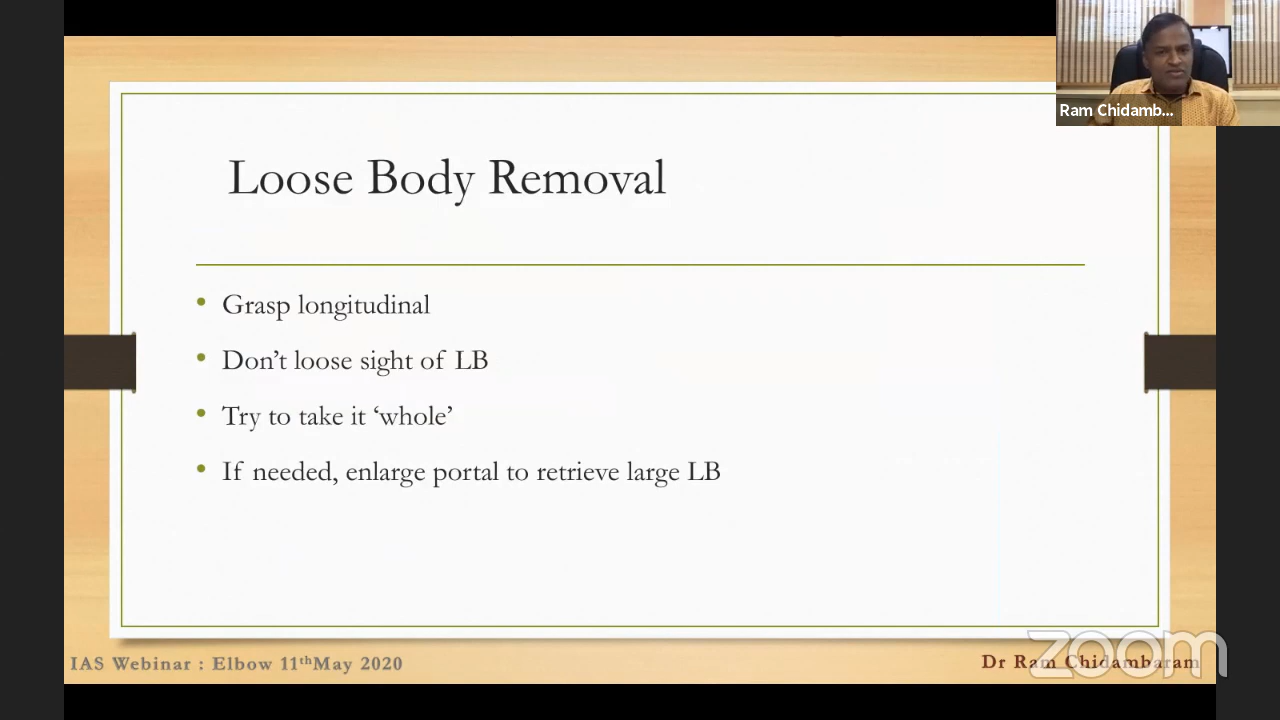 Ram Chidamb...
Loose Body Removal
• Grasp longitudinal
• Don’t loose sight of LB
• Try to take it ‘whole’
• If needed, enlarge portal to retrieve large LB
IAS Webinar : Elbow 11thMay 2020
Dr Ram Chidambaram
zoom